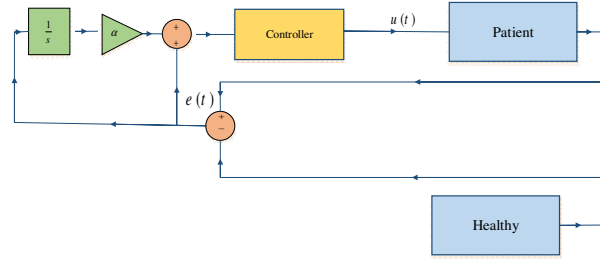 1
s
α
+
+
Controller
u(t)
Patient
e(t)
+
−
Healthy